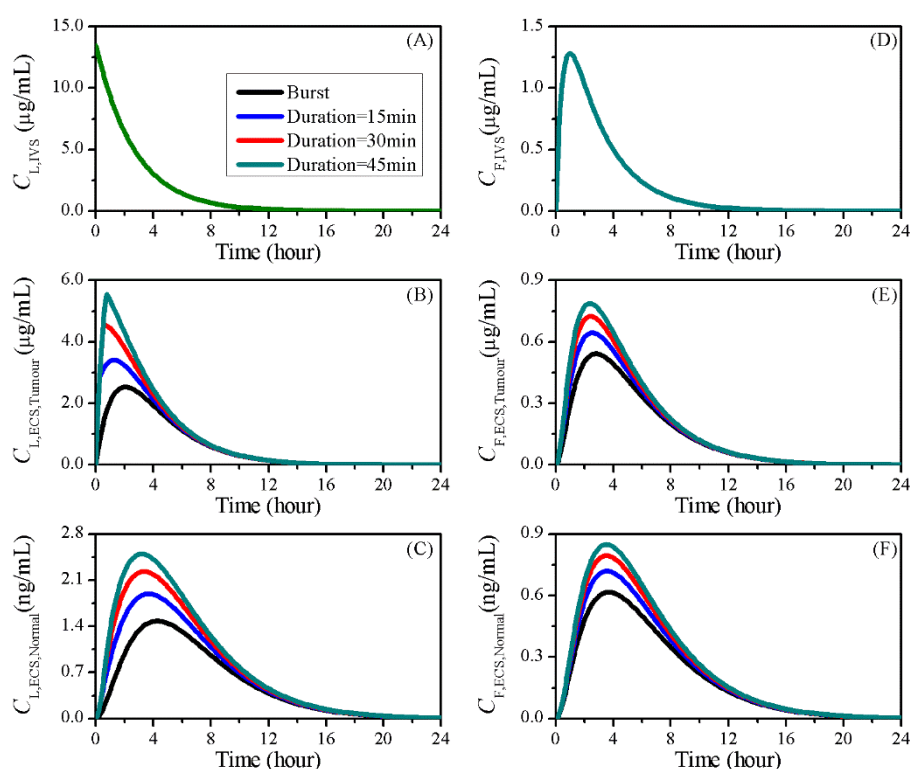 15.0
10.0
5.0
0.0
C_L,IVS (μg/mL)
(A)
Burst
Duration=15min
Duration=30min
Duration=45min
0 4 8 12 16 20 24
Time (hour)
1.5
1.0
0.5
0.0
C_F,IVS (μg/mL)
(D)
0 4 8 12 16 20 24
Time (hour)
6.0
4.0
2.0
0.0
C_L,ECS,Tumour (μg/mL)
(B)
0 4 8 12 16 20 24
Time (hour)
0.9
0.6
0.3
0.0
C_F,ECS,Tumour (μg/mL)
(E)
0 4 8 12 16 20 24
Time (hour)
2.8
2.1
1.4
0.7
0.0
C_L,ECS,Normal (ng/mL)
(C)
0 4 8 12 16 20 24
Time (hour)
0.9
0.6
0.3
0.0
C_F,ECS,Normal (ng/mL)
(F)
0 4 8 12 16 20 24
Time (hour)